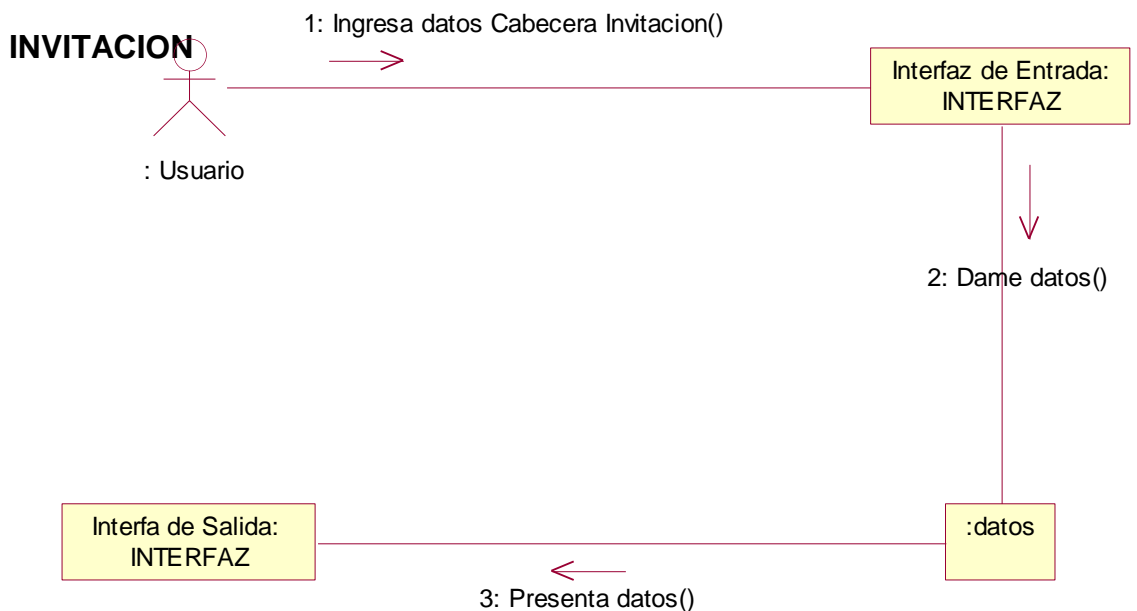 1: Ingresa datos Cabecera Invitacion()
INVITACION
Interfaz de Entrada:
INTERFAZ
: Usuario
2: Dame datos()
Interfa de Salida:
INTERFAZ
:datos
3: Presenta datos()